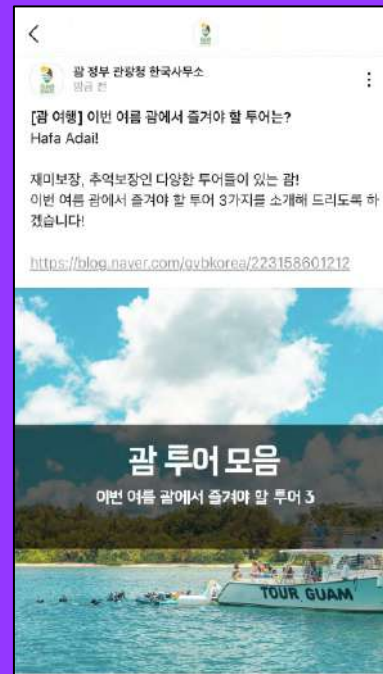 괌 정부 관광청 한국사무소
방금 전
[괌 여행] 이번 여름 괌에서 즐겨야 할 투어는?
Hafa Adai!
재미보장, 추억보장인 다양한 투어들이 있는 괌!
이번 여름 괌에서 즐겨야 할 투어 3가지를 소개해 드리도록 하
겠습니다!
https://blog.naver.com/gvbkorea/223158601212
괌 투어 모음
이번 여름 괌에서 즐겨야 할 투어 3
TOUR GUAM